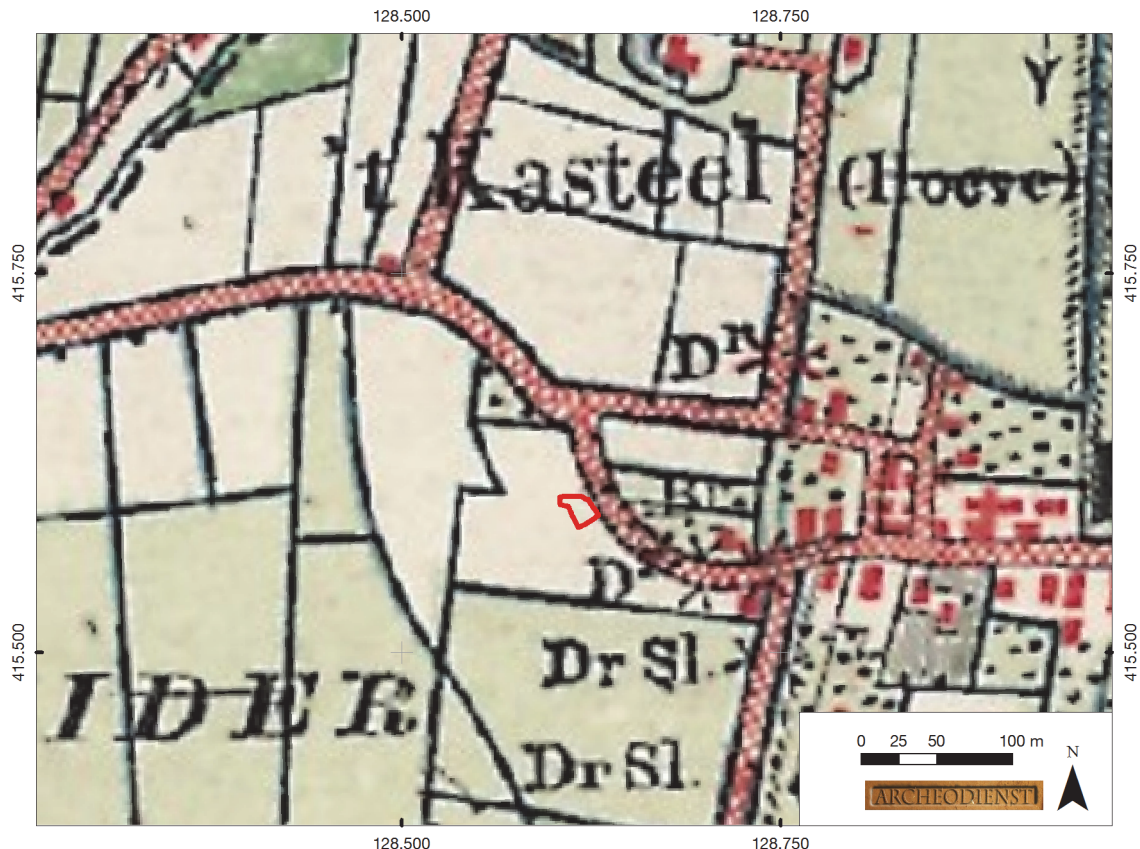 128.500 128.750
Y
't Kasteel (Hoeve)
415.750 415.750
Dr
Br
D
415.500 415.500
Dr Sl.
IDER
Dr Sl.
0 25 50 100 m
N
ARCHEODIENST
128.500 128.750